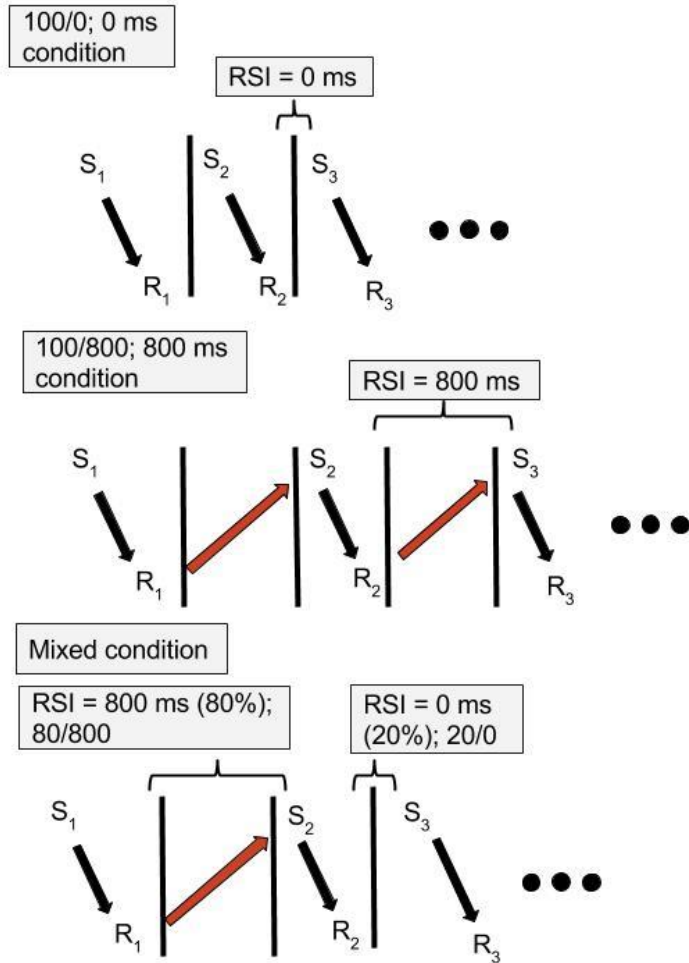 100/0; 0 ms
condition
RSI = 0 ms
S₁
S₂
S₃
R₁
R₂
R₃
100/800; 800 ms
condition
RSI = 800 ms
S₁
S₂
S₃
R₁
R₂
R₃
Mixed condition
RSI = 800 ms (80%);
80/800
RSI = 0 ms
(20%); 20/0
S₁
S₂
S₃
R₁
R₂
R₃